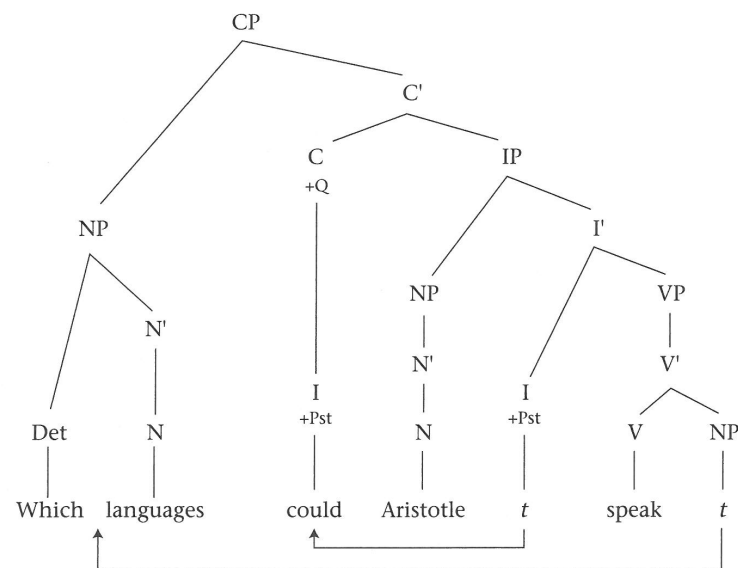 CP
C'
C IP
+Q
NP I'
NP VP
N'
N' V'
I I
+Pst +Pst
Det N N V NP
Which languages could Aristotle t speak t